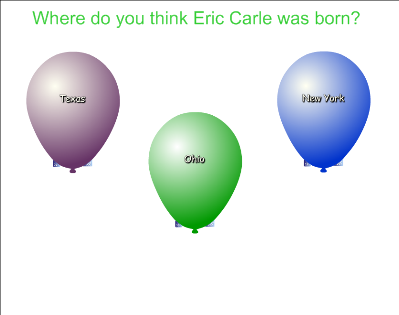 Where do you think Eric Carle was born?
Texas
New York
Ohio